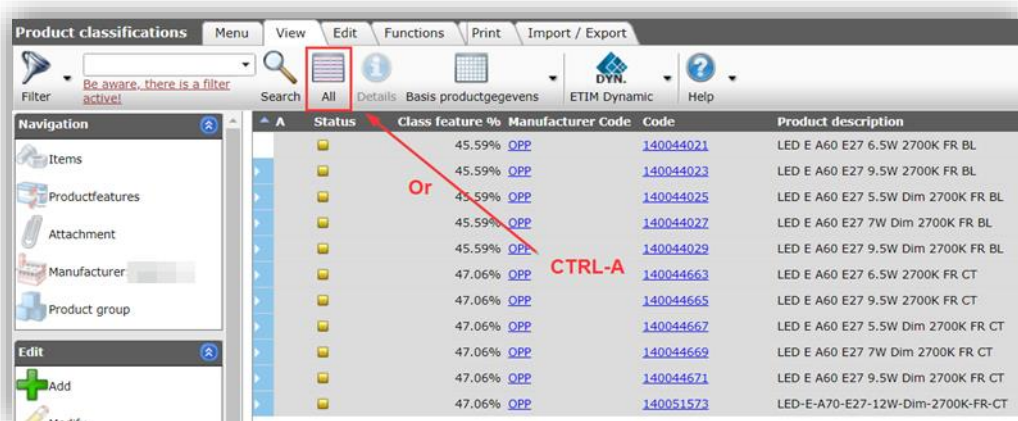 Product classifications Menu View Edit Functions Print Import / Export
Be aware, there is a filter
active!
Filter Search All Details Basis productgegevens DYN. ETIM Dynamic Help
Navigation
Items
Productfeatures
Attachment
Manufacturer
Product group
Edit
Add
A Status Class feature % Manufacturer Code Code Product description
45.59% OPP 140044021 LED E A60 E27 6.5W 2700K FR BL
45.59% OPP 140044023 LED E A60 E27 9.5W 2700K FR BL
45.59% OPP 140044025 LED E A60 E27 5.5W Dim 2700K FR BL
45.59% OPP 140044027 LED E A60 E27 7W Dim 2700K FR BL
45.59% OPP 140044029 LED E A60 E27 9.5W Dim 2700K FR BL
47.06% OPP 140044663 LED E A60 E27 6.5W 2700K FR CT
47.06% OPP 140044665 LED E A60 E27 9.5W 2700K FR CT
47.06% OPP 140044667 LED E A60 E27 5.5W Dim 2700K FR CT
47.06% OPP 140044669 LED E A60 E27 7W Dim 2700K FR CT
47.06% OPP 140044671 LED E A60 E27 9.5W Dim 2700K FR CT
47.06% OPP 140051573 LED-E-A70-E27-12W-Dim-2700K-FR-CT
Or
CTRL-A